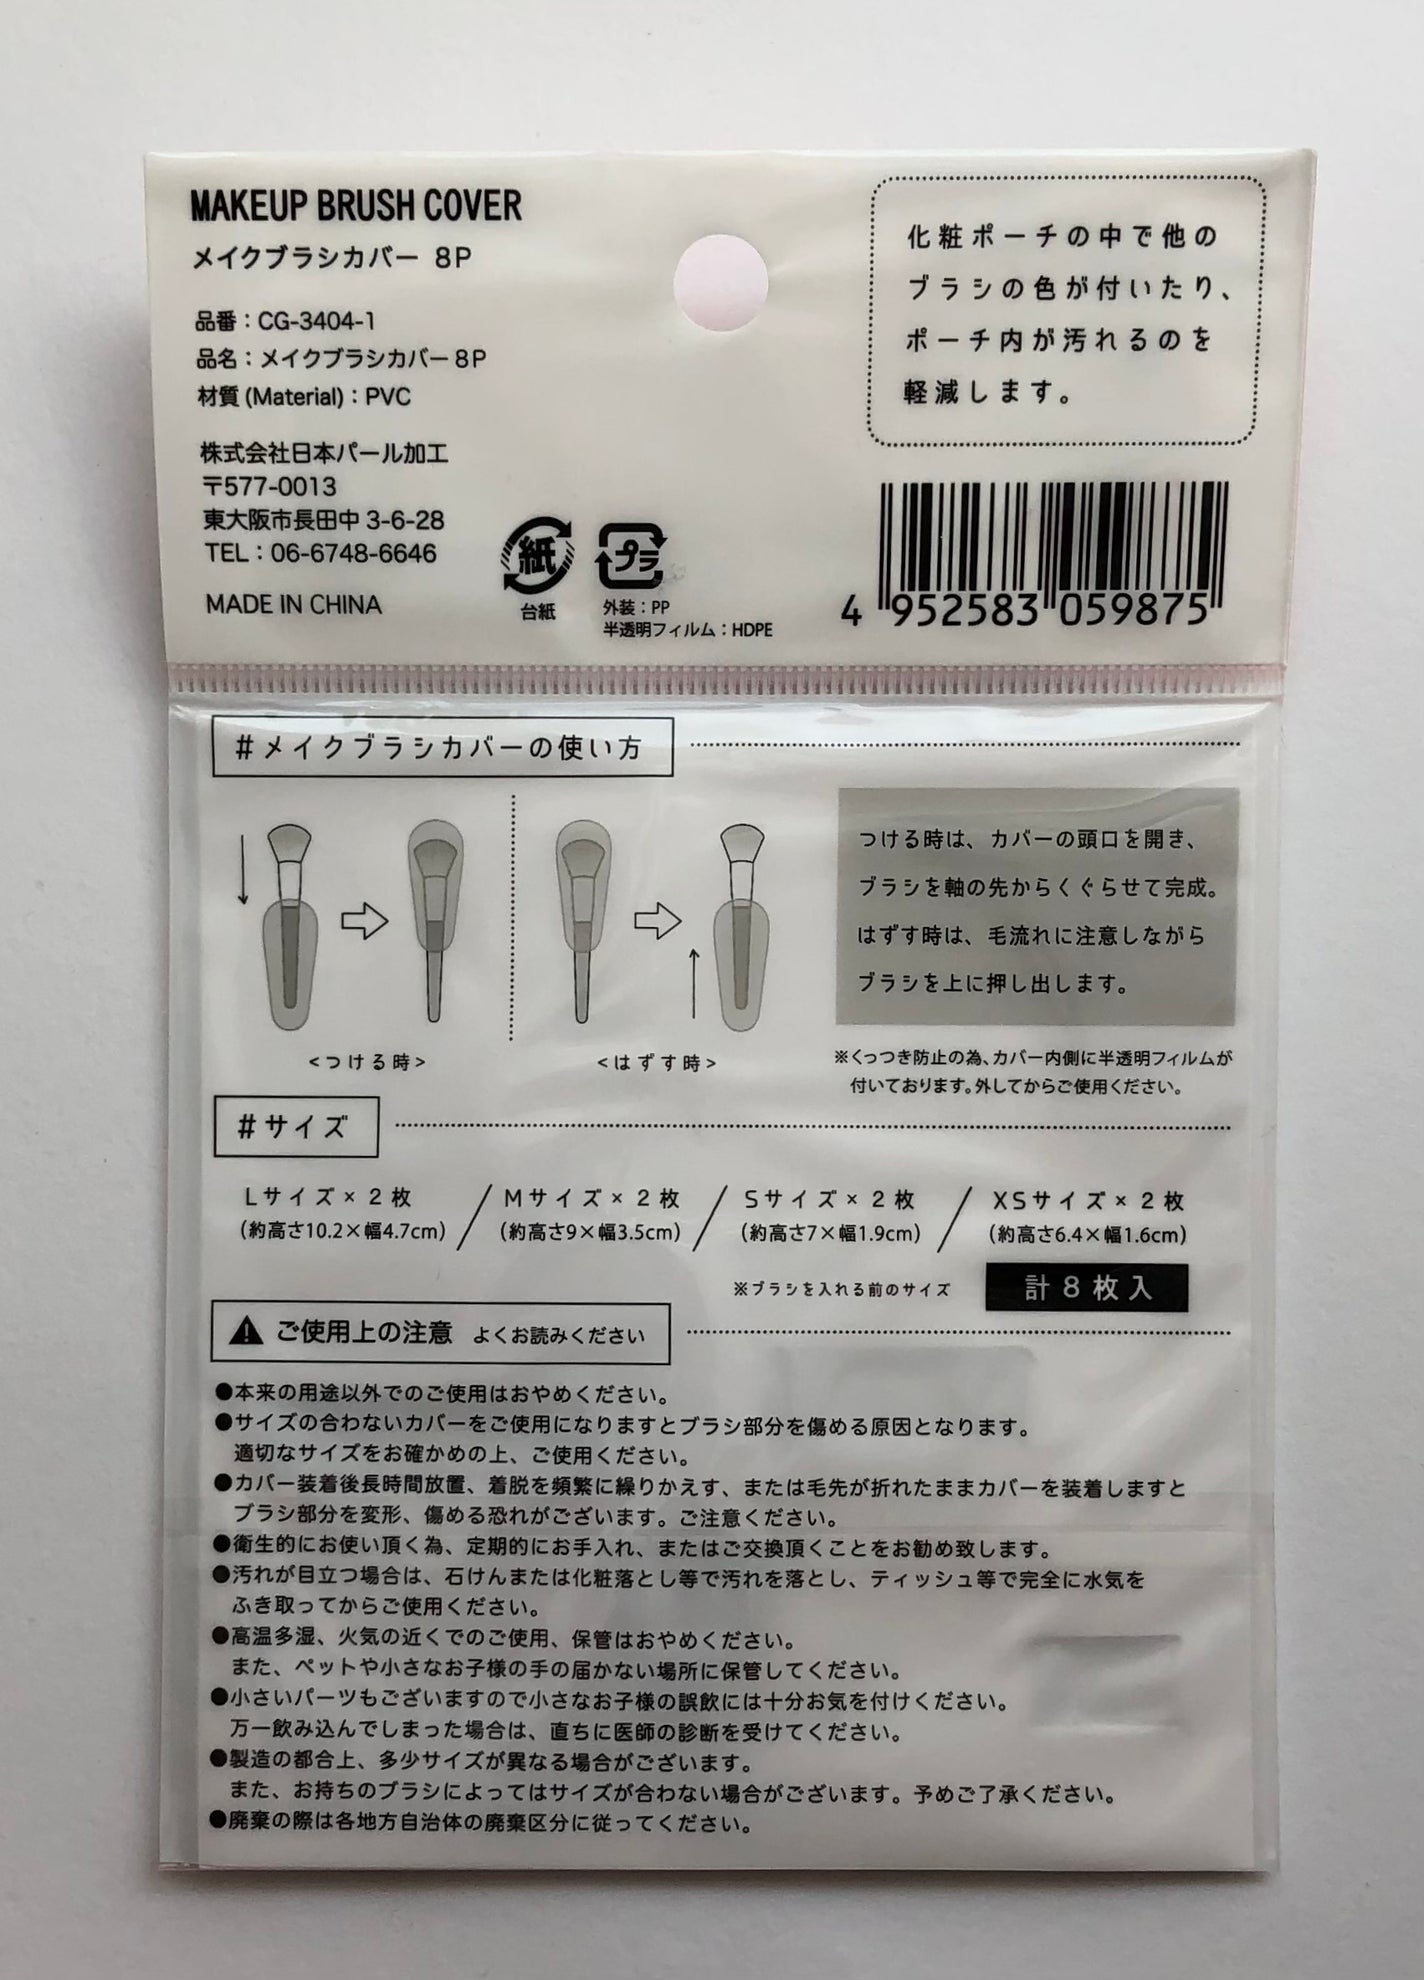 MAKEUP BRUSH COVER
メイクブラシカバー 8P
品番：CG-3404-1
品名：メイクブラシカバー 8P
材質 (Material)：PVC
株式会社日本パール加工
〒577-0013
東大阪市長田中 3-6-28
TEL：06-6748-6646
MADE IN CHINA
紙
台紙
プラ
外装：PP
半透明フィルム：HDPE
化粧ポーチの中で他の
ブラシの色が付いたり、
ポーチ内が汚れるのを
軽減します。
4 952583 059875
#メイクブラシカバーの使い方
<つける時>
<はずす時>
つける時は、カバーの頭口を開き、
ブラシを軸の先からくぐらせて完成。
はずす時は、毛流れに注意しながら
ブラシを上に押し出します。
※くっつき防止の為、カバー内側に半透明フィルムが
付いております。外してからご使用ください。
#サイズ
Lサイズ×2枚 / Mサイズ×2枚 / Sサイズ×2枚 / XSサイズ×2枚
(約高さ10.2×幅4.7cm) (約高さ9×幅3.5cm) (約高さ7×幅1.9cm) (約高さ6.4×幅1.6cm)
※ブラシを入れる前のサイズ 計8枚入
ご使用上の注意 よくお読みください
●本来の用途以外でのご使用はおやめください。
●サイズの合わないカバーをご使用になりますとブラシ部分を傷める原因となります。
適切なサイズをお確かめの上、ご使用ください。
●カバー装着後長時間放置、着脱を頻繁に繰りかえす、または毛先が折れたままカバーを装着しますと
ブラシ部分を変形、傷める恐れがございます。ご注意ください。
●衛生的にお使い頂く為、定期的にお手入れ、またはご交換頂くことをお勧め致します。
●汚れが目立つ場合は、石けんまたは化粧落とし等で汚れを落とし、ティッシュ等で完全に水気を
ふき取ってからご使用ください。
●高温多湿、火気の近くでのご使用、保管はおやめください。
また、ペットや小さなお子様の手の届かない場所に保管してください。
●小さいパーツもございますので小さなお子様の誤飲には十分お気を付けください。
万一飲み込んでしまった場合は、直ちに医師の診断を受けてください。
●製造の都合上、多少サイズが異なる場合がございます。
また、お持ちのブラシによってはサイズが合わない場合がございます。予めご了承ください。
●廃棄の際は各地方自治体の廃棄区分に従ってください。